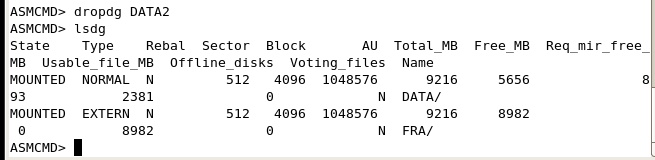 ASMCMD> dropdg DATA2
ASMCMD> lsdg
State    Type    Rebal  Sector  Block       AU  Total_MB  Free_MB  Req_mir_free_
MB  Usable_file_MB  Offline_disks  Voting_files  Name
MOUNTED  NORMAL  N         512   4096  1048576      9216     5656              8
93            2381              0             N  DATA/
MOUNTED  EXTERN  N         512   4096  1048576      9216     8982
 0            8982              0             N  FRA/
ASMCMD>